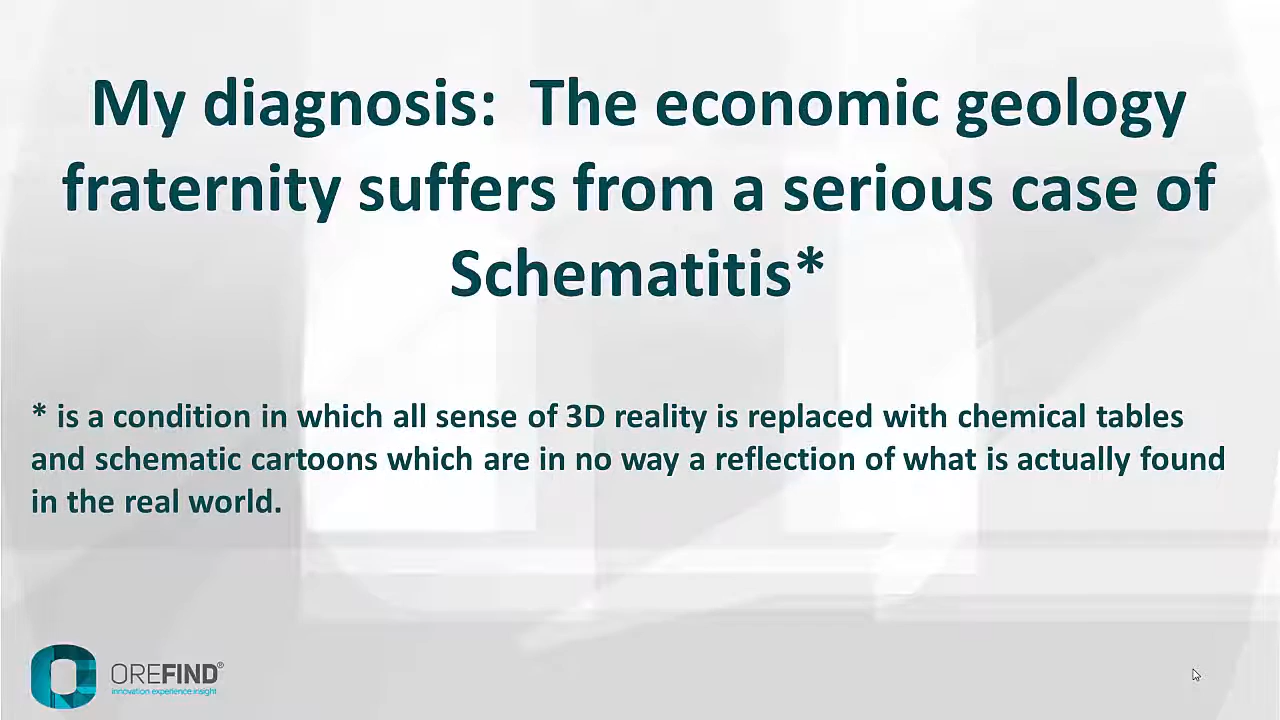 My diagnosis:  The economic geology
fraternity suffers from a serious case of
Schematitis*
* is a condition in which all sense of 3D reality is replaced with chemical tables
and schematic cartoons which are in no way a reflection of what is actually found
in the real world.
OREFIND®
innovation experience insight